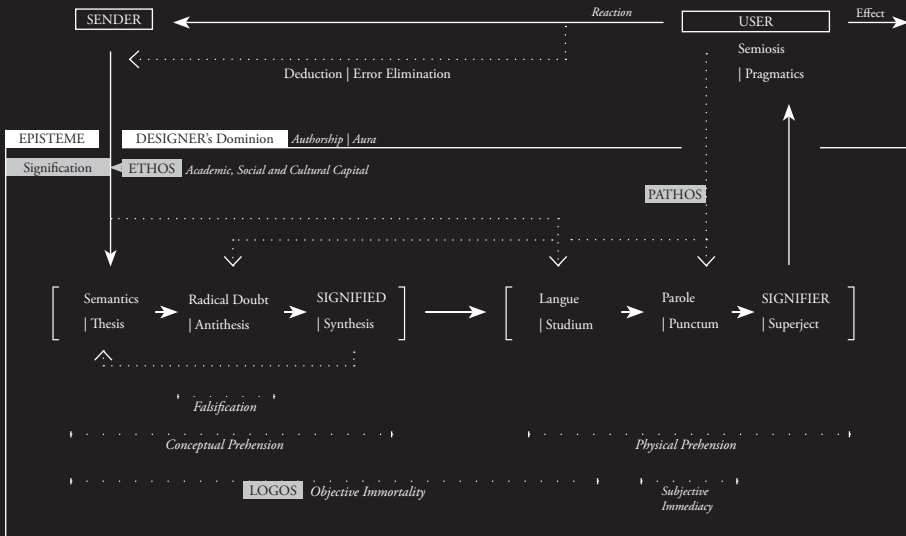 SENDER
Reaction
USER
Effect
Semiosis
| Pragmatics
Deduction | Error Elimination
EPISTEME
DESIGNER's Dominion
Authorship | Aura
Signification
ETHOS
Academic, Social and Cultural Capital
PATHOS
Semantics
| Thesis
Radical Doubt
| Antithesis
SIGNIFIED
| Synthesis
Langue
| Studium
Parole
| Punctum
SIGNIFIER
| Superject
Falsification
Conceptual Prehension
Physical Prehension
LOGOS
Objective Immortality
Subjective
Immediacy